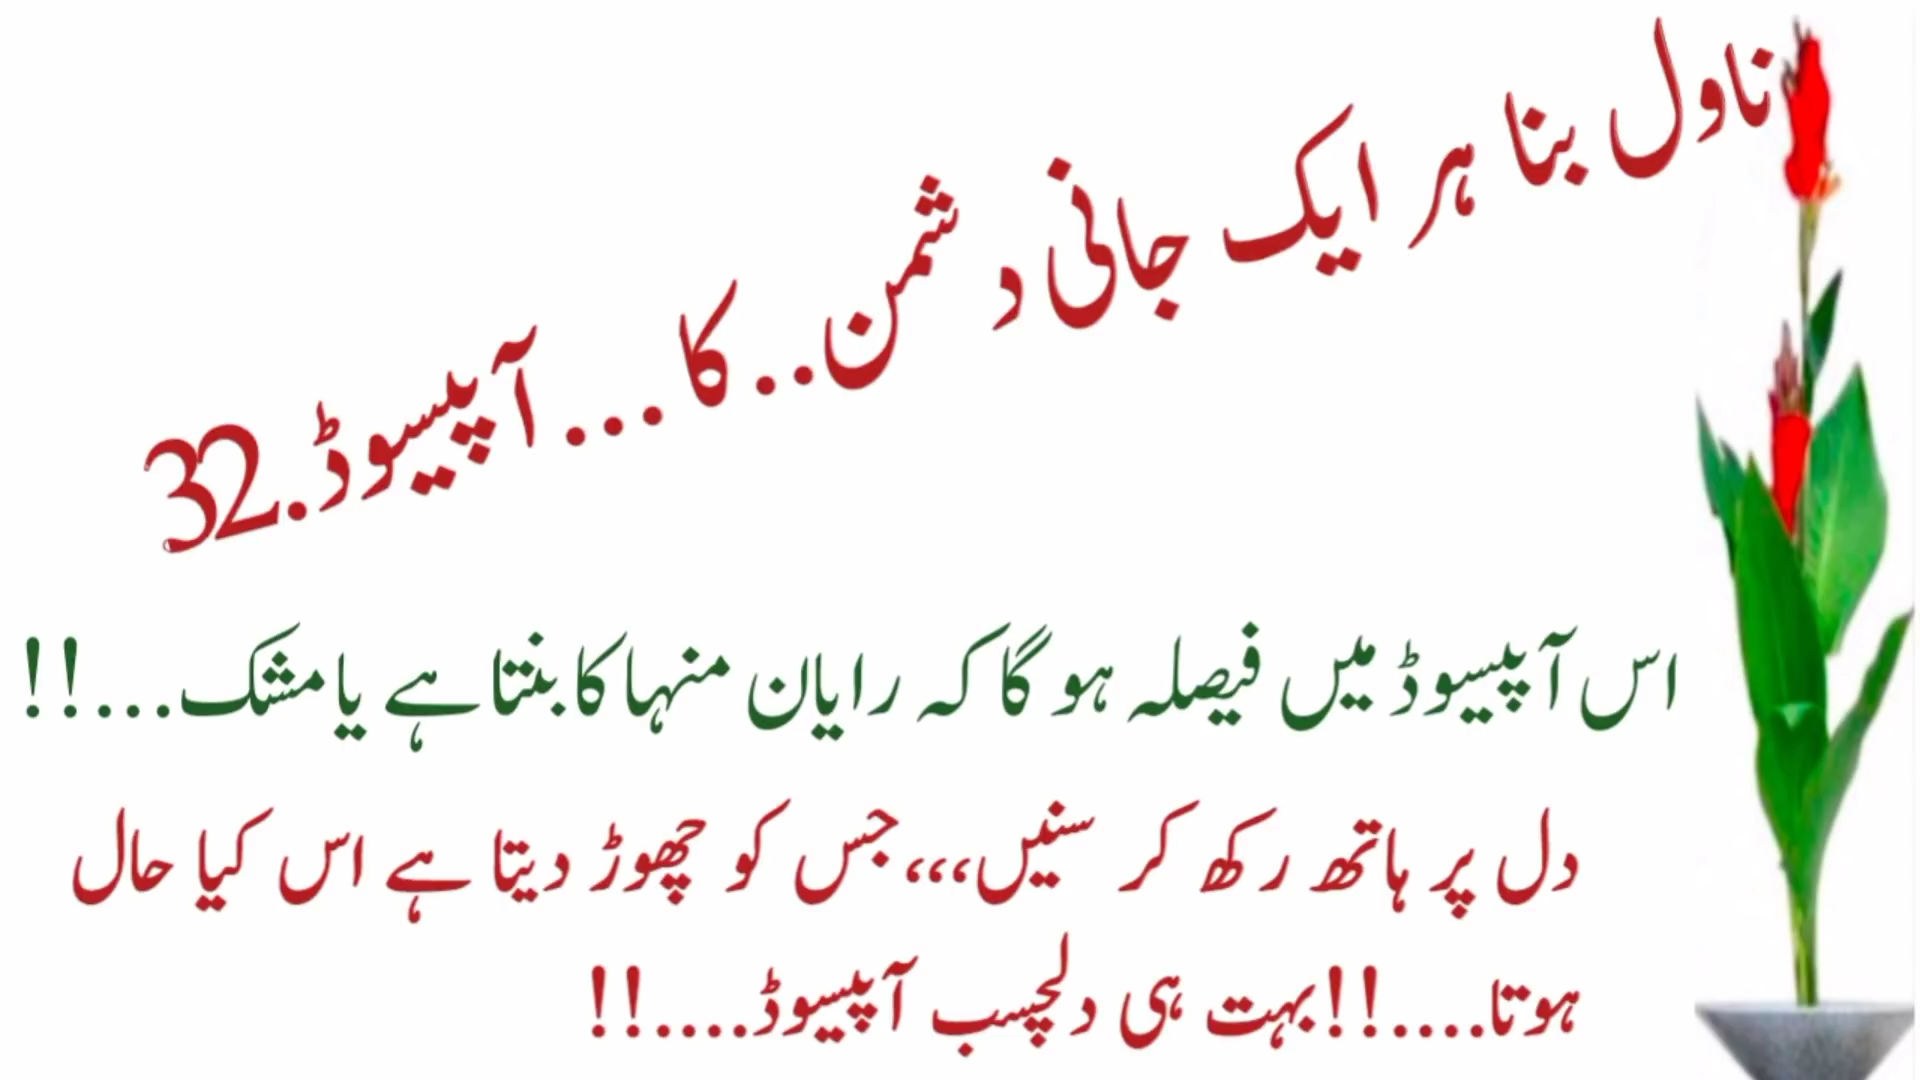 ناول بنا ہر ایک جانی دشمن..کا...آپیسوڈ.32
اس آپیسوڈ میں فیصلہ ہو گا کہ رایان منہا کا بنتا ہے یا مشک...!!
دل پر ہاتھ رکھ کر سنیں،،،جس کو چھوڑ دیتا ہے اس کیا حال
ہوتا....!!بہت ہی دلچسب آپیسوڈ....!!